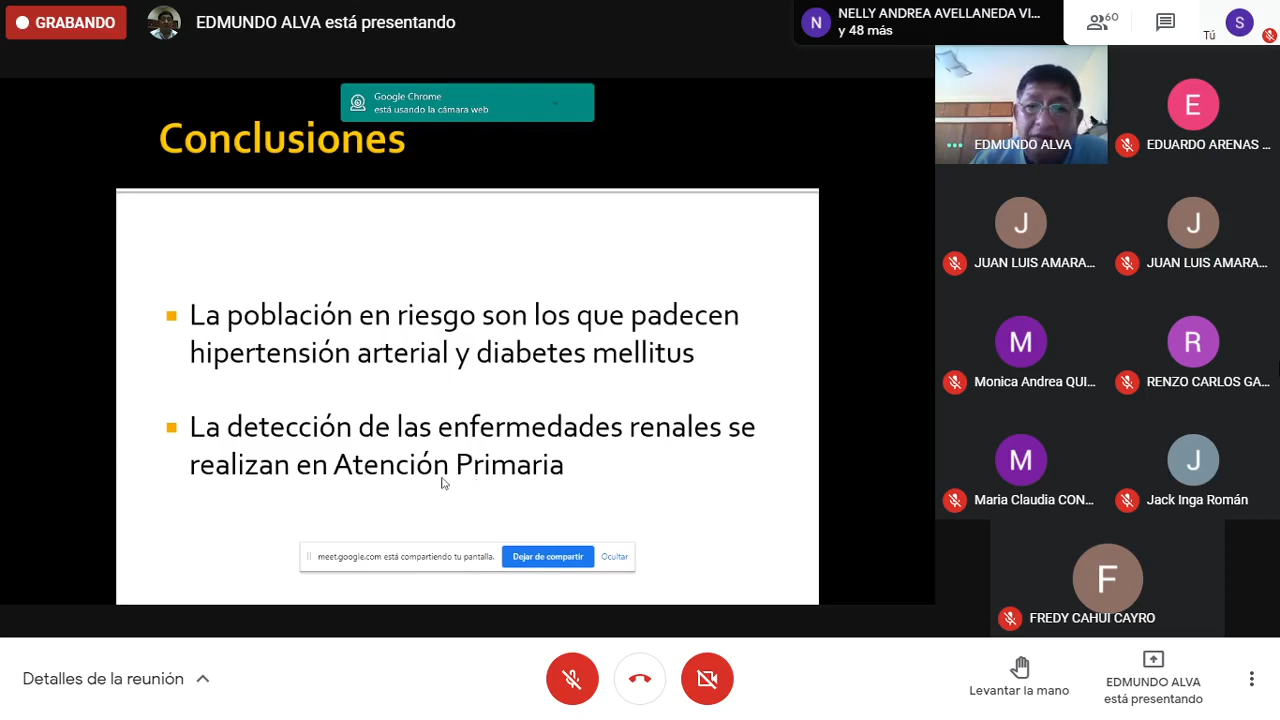 GRABANDO
EDMUNDO ALVA está presentando
N
NELLY ANDREA AVELLANEDA VI...
y 48 más
60
Tú
S
Google Chrome
está usando la cámara web
Conclusiones
La población en riesgo son los que padecen
hipertensión arterial y diabetes mellitus
La detección de las enfermedades renales se
realizan en Atención Primaria
meet.google.com está compartiendo tu pantalla.
Dejar de compartir
Ocultar
EDMUNDO ALVA
E
EDUARDO ARENAS ...
J
JUAN LUIS AMARA...
J
JUAN LUIS AMARA...
M
Monica Andrea QUI...
R
RENZO CARLOS GA...
M
Maria Claudia CON...
J
Jack Inga Román
F
FREDY CAHUI CAYRO
Detalles de la reunión
Levantar la mano
EDMUNDO ALVA
está presentando